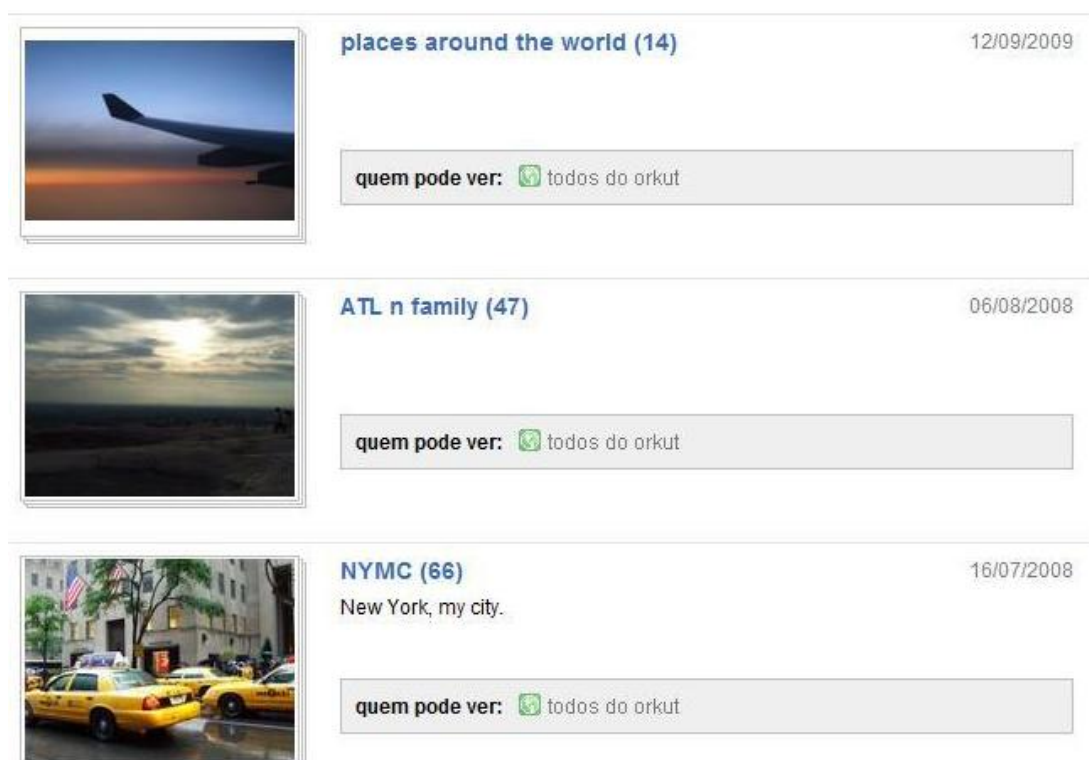 places around the world (14) 12/09/2009
quem pode ver: todos do orkut
ATL n family (47) 06/08/2008
quem pode ver: todos do orkut
NYMC (66) 16/07/2008
New York, my city.
quem pode ver: todos do orkut